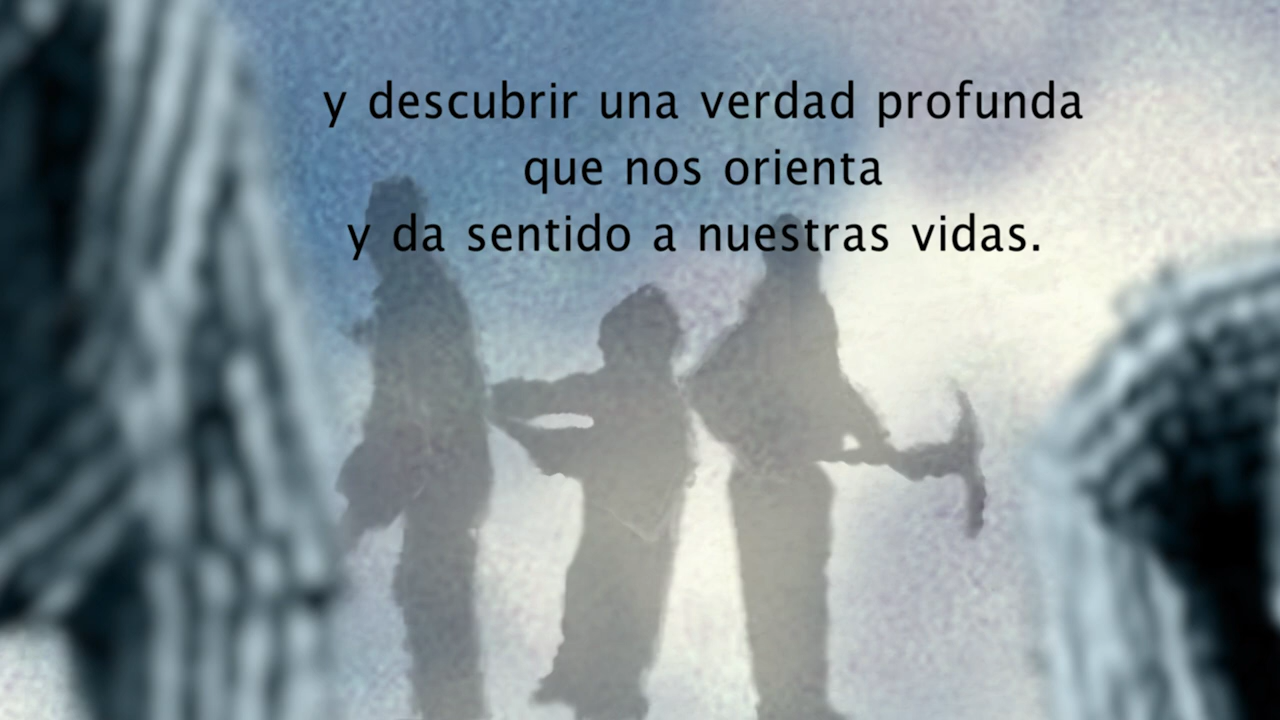 y descubrir una verdad profunda
que nos orienta
y da sentido a nuestras vidas.